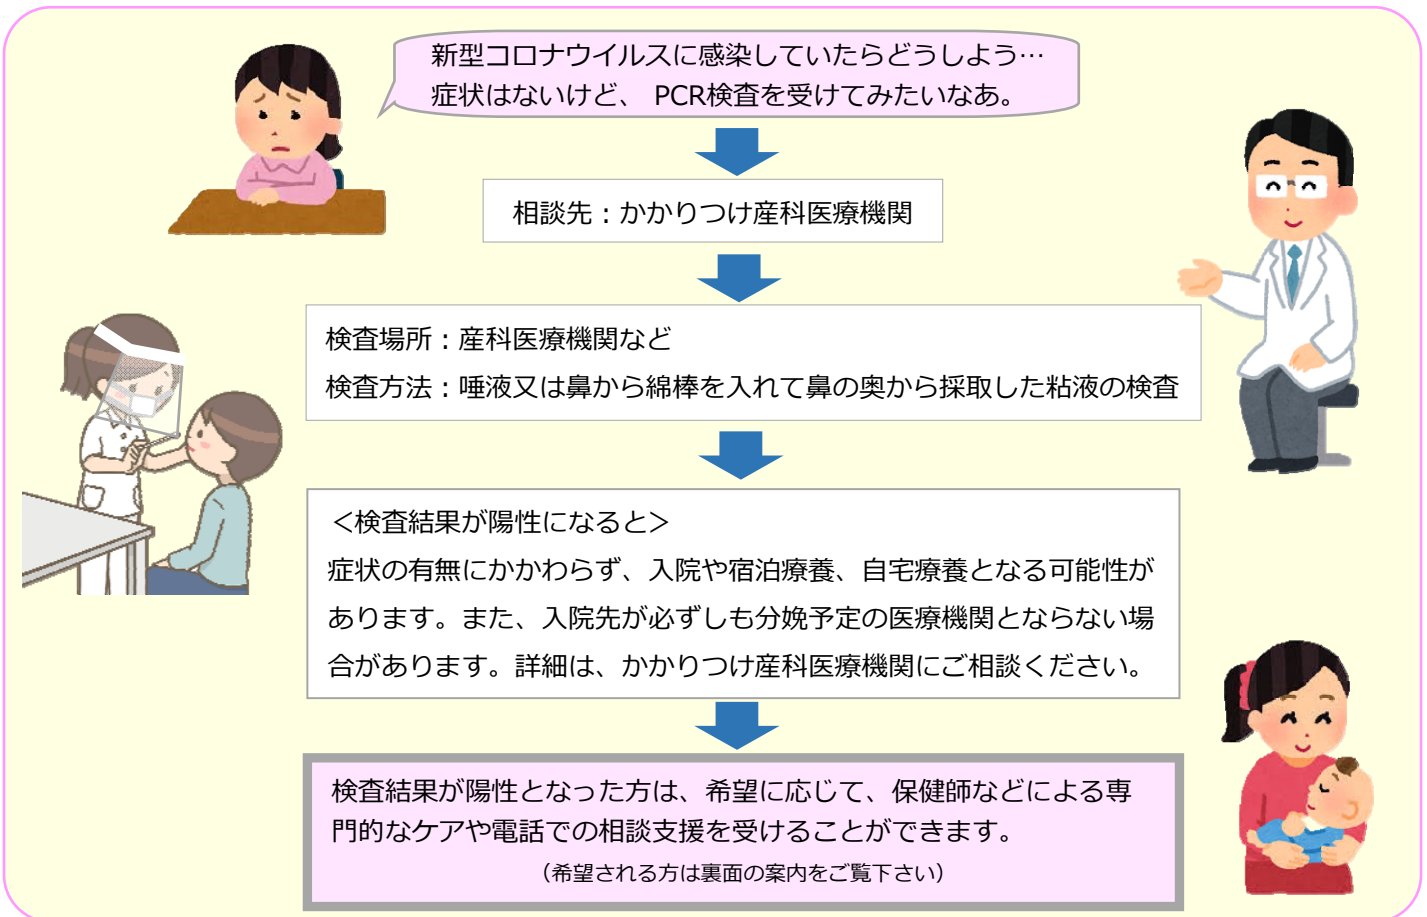 新型コロナウイルスに感染していたらどうしよう…
症状はないけど、 PCR検査を受けてみたいなあ。
相談先：かかりつけ産科医療機関
検査場所：産科医療機関など
検査方法：唾液又は鼻から綿棒を入れて鼻の奥から採取した粘液の検査
＜検査結果が陽性になると＞
症状の有無にかかわらず、入院や宿泊療養、自宅療養となる可能性が
あります。また、入院先が必ずしも分娩予定の医療機関とならない場
合があります。詳細は、かかりつけ産科医療機関にご相談ください。
検査結果が陽性となった方は、希望に応じて、保健師などによる専
門的なケアや電話での相談支援を受けることができます。
（希望される方は裏面の案内をご覧下さい）